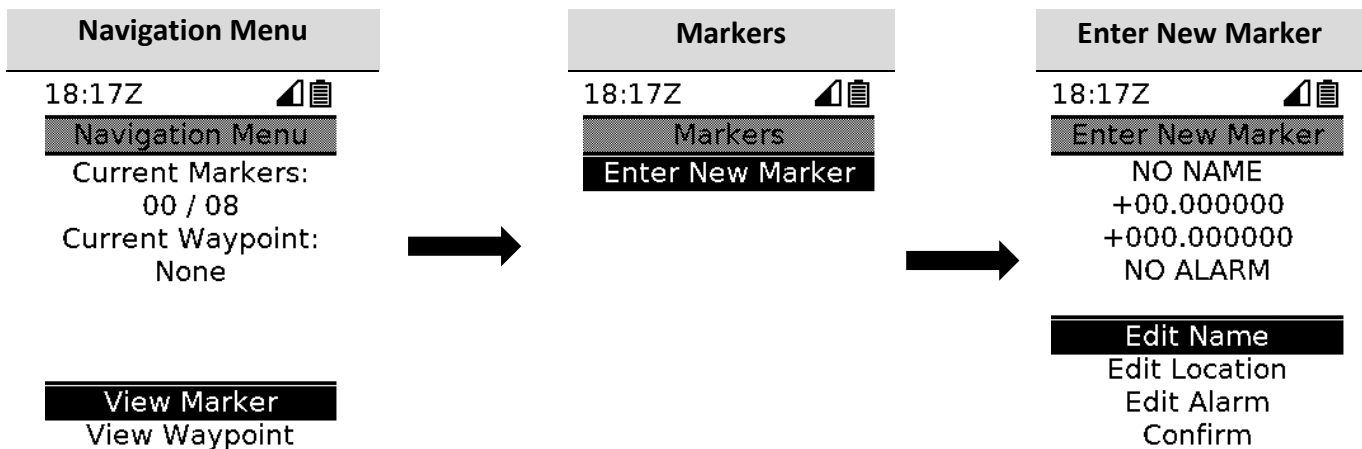 Navigation Menu
18:17Z
Navigation Menu
Current Markers:
00 / 08
Current Waypoint:
None
View Marker
View Waypoint
Markers
18:17Z
Markers
Enter New Marker
Enter New Marker
18:17Z
Enter New Marker
NO NAME
+00.000000
+000.000000
NO ALARM
Edit Name
Edit Location
Edit Alarm
Confirm